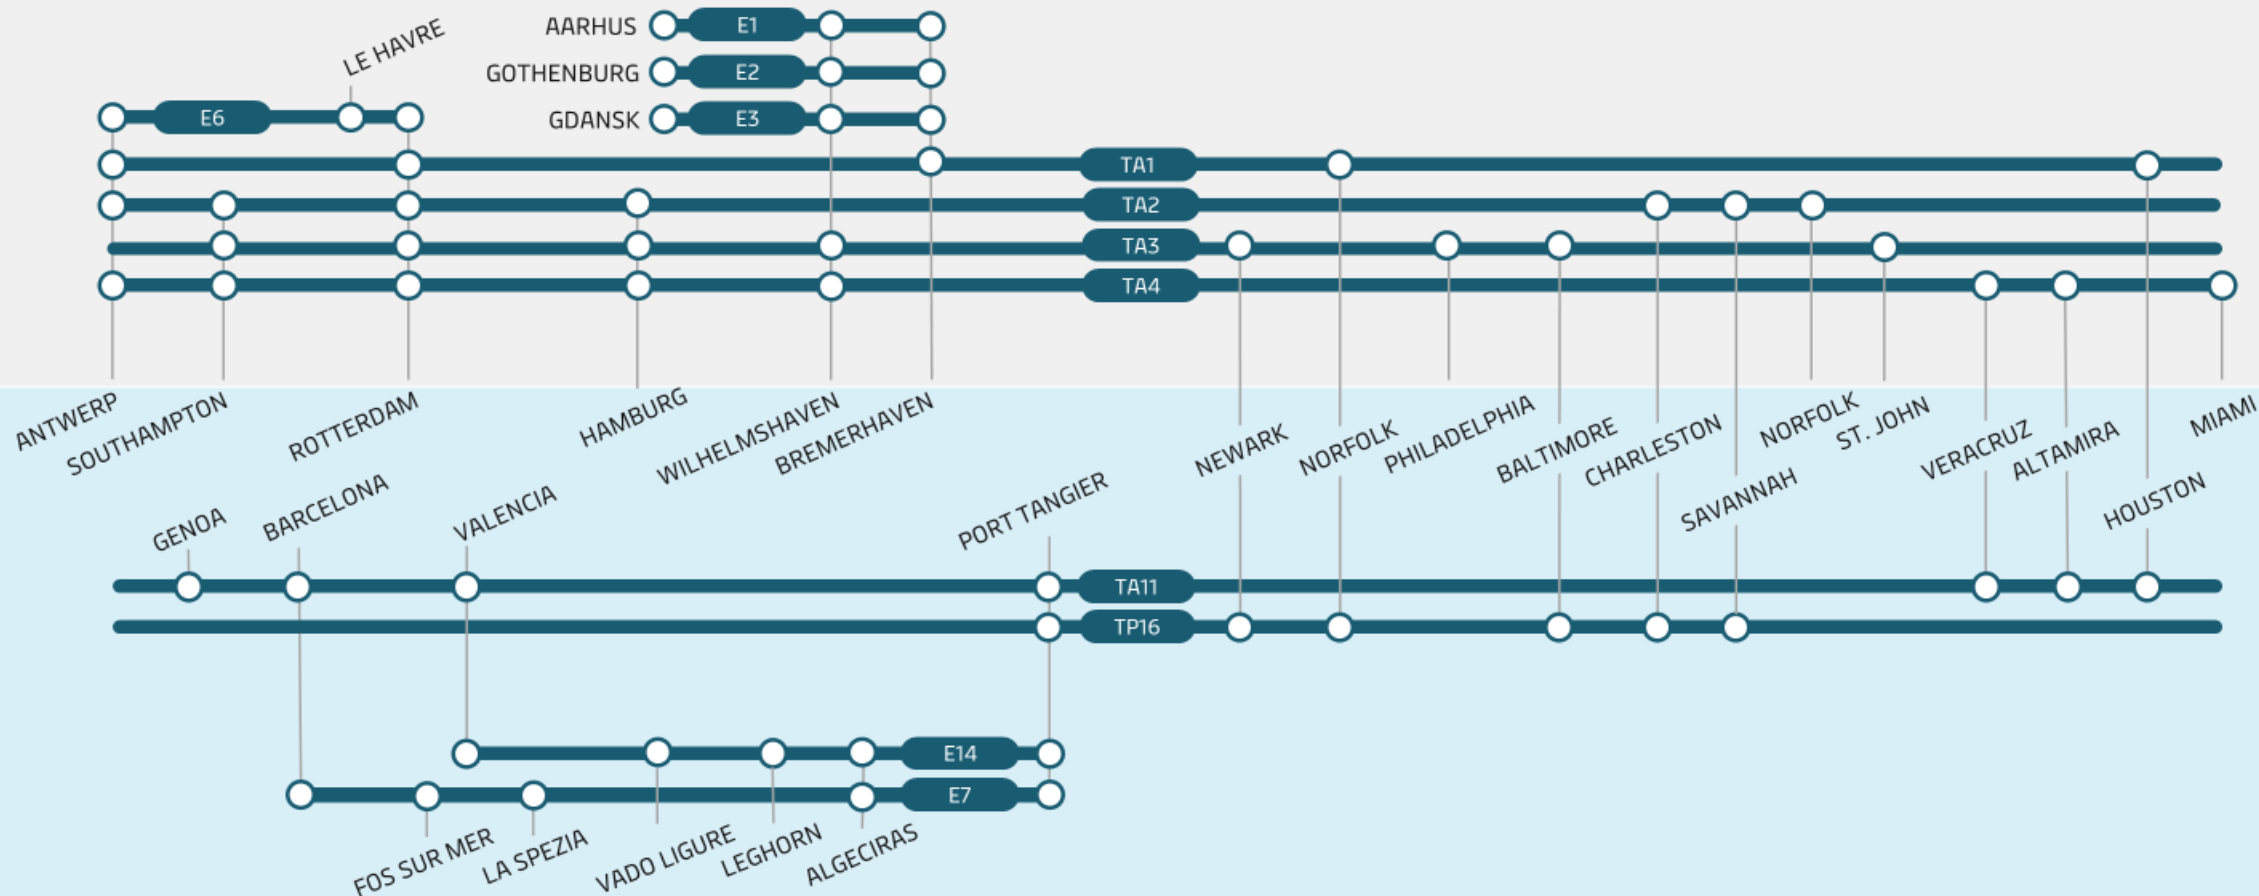 LE HAVRE
AARHUS
E1
GOTHENBURG
E2
GDANSK
E3
E6
TA1
TA2
TA3
TA4
ANTWERP
SOUTHAMPTON
ROTTERDAM
HAMBURG
WILHELMSHAVEN
BREMERHAVEN
NEWARK
NORFOLK
PHILADELPHIA
BALTIMORE
CHARLESTON
SAVANNAH
NORFOLK
ST. JOHN
VERACRUZ
ALTAMIRA
HOUSTON
MIAMI
GENOA
BARCELONA
VALENCIA
PORT TANGIER
TA11
TP16
E14
E7
FOS SUR MER
LA SPEZIA
VADO LIGURE
LEGHORN
ALGECIRAS